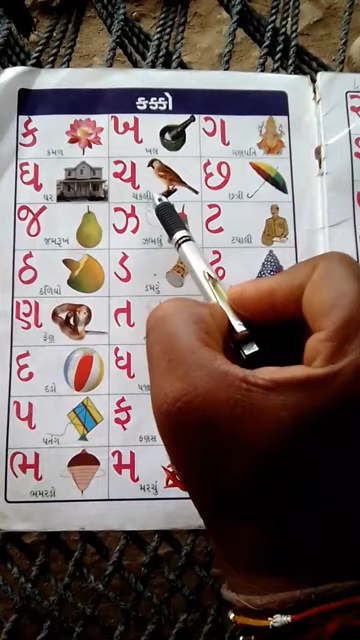 કક્કો
ક ખ ગ
કમળ ખલ ગણપતિ
ઘ ચ છ
ઘર ચકલી છત્રી
જ ઝ ટ
જમરૂખ ઝભલું ટપાલી
ઠ ડ
ઠળિયો ડમરું
ણ ત
ફેણ
દ ધ
દડો
પ ફ
પતંગ ફણસ
ભ મ
ભમરડો મરચું